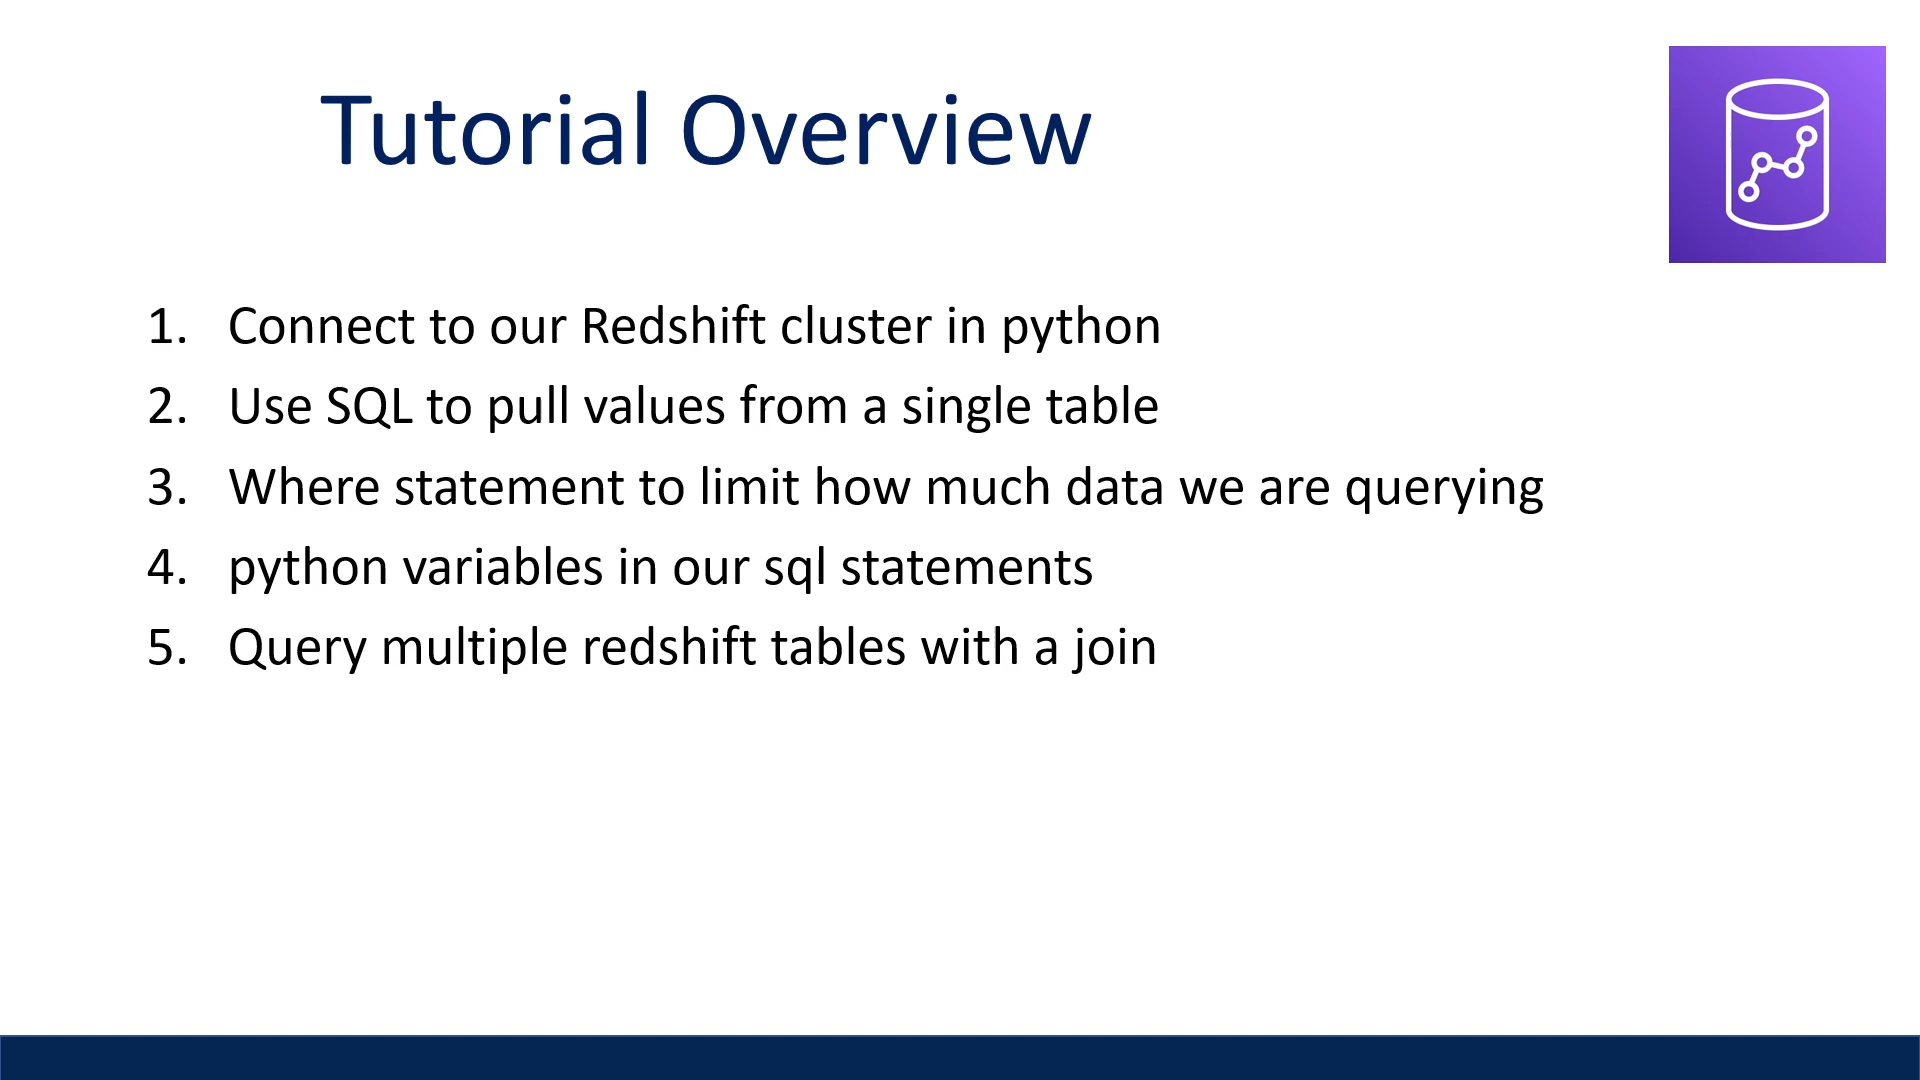 Tutorial Overview
1. Connect to our Redshift cluster in python
2. Use SQL to pull values from a single table
3. Where statement to limit how much data we are querying
4. python variables in our sql statements
5. Query multiple redshift tables with a join